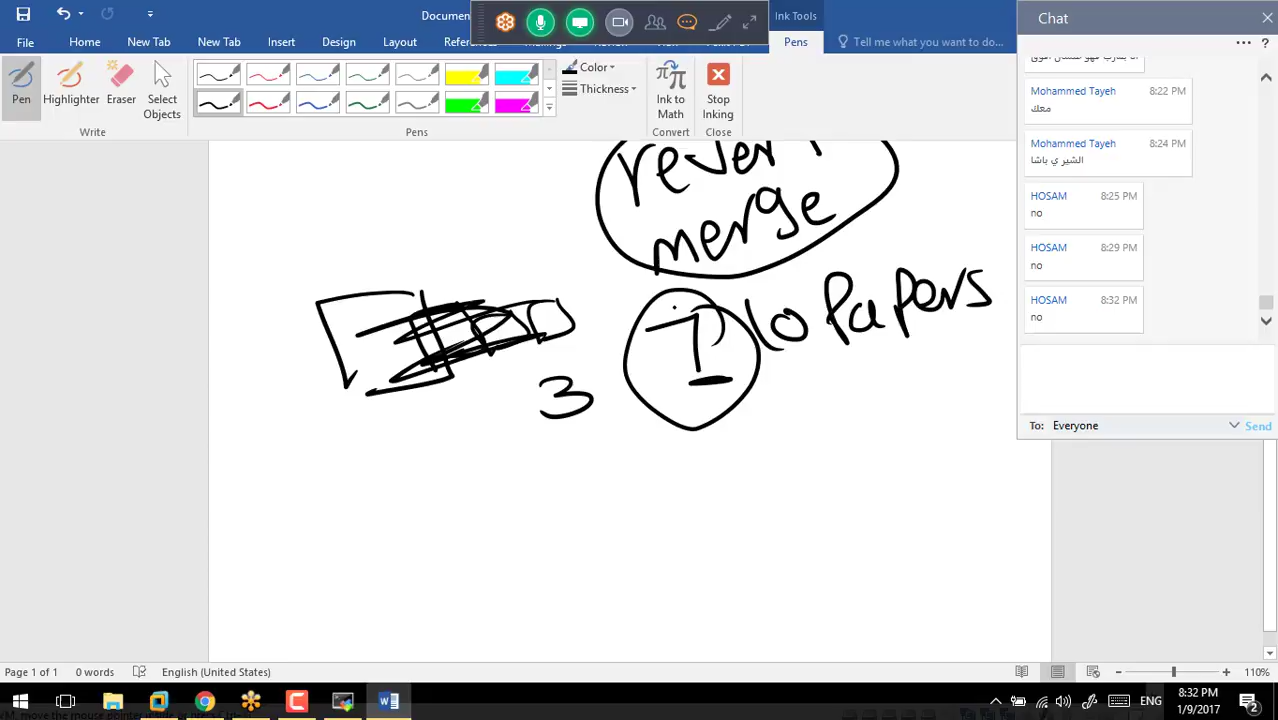 Documen
Ink Tools
Chat
File
Home
New Tab
New Tab
Insert
Design
Layout
Pens
Tell me what you want to do...
Pen
Highlighter
Eraser
Select
Objects
Color
Thickness
Ink to
Math
Stop
Inking
Write
Pens
Convert
Close
Mohammed Tayeh 8:22 PM
معك
Mohammed Tayeh 8:24 PM
الشير ي باشا
HOSAM 8:25 PM
no
HOSAM 8:29 PM
no
HOSAM 8:32 PM
no
To: Everyone
Send
merge
10 Papers
3
Page 1 of 1
0 words
English (United States)
110%
ENG
8:32 PM
1/9/2017
2